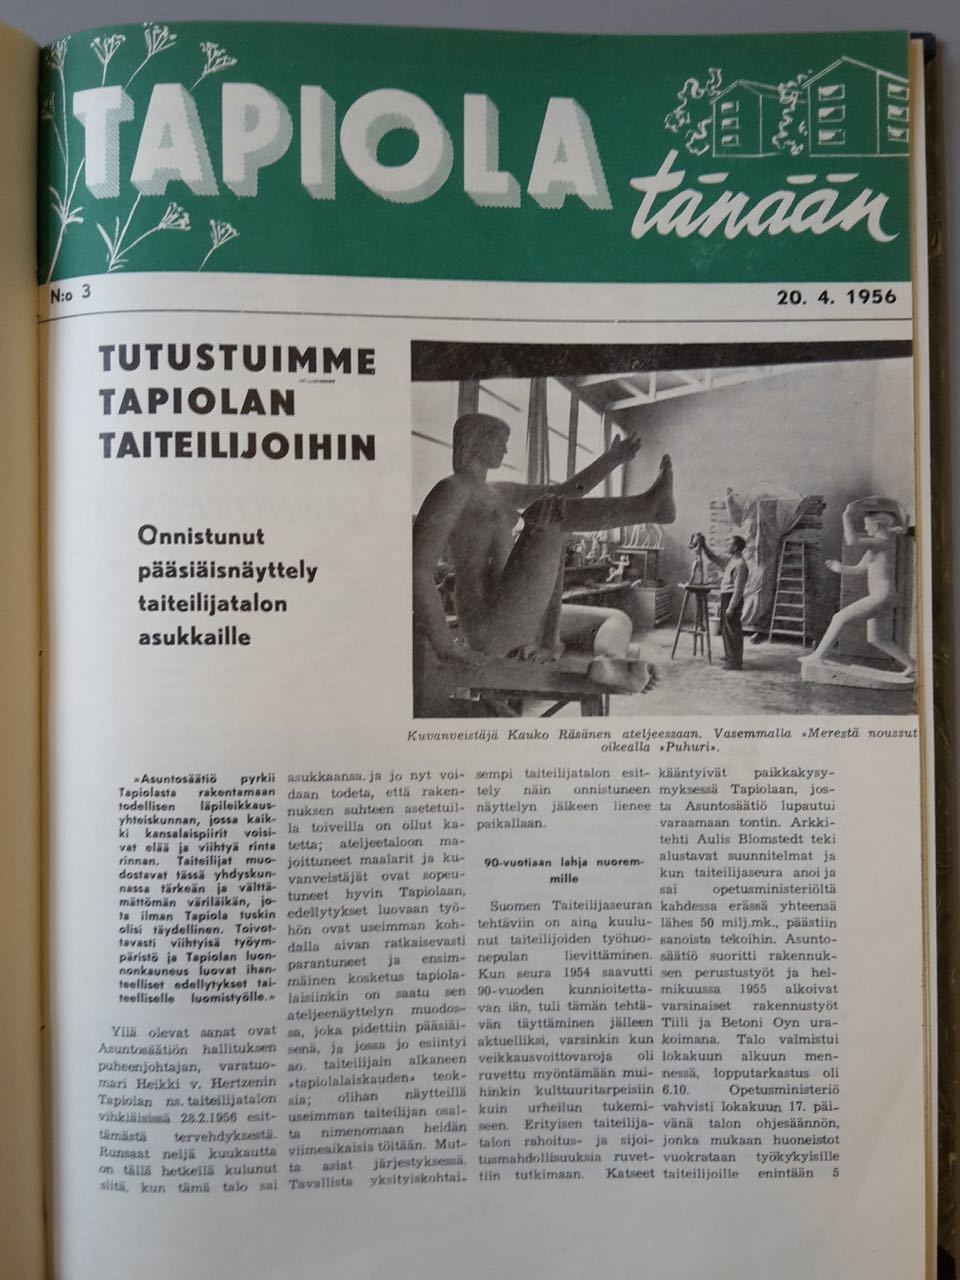 TAPIOLA
tänään
N:o 3
20. 4. 1956
TUTUSTUIMME
TAPIOLAN
TAITEILIJOIHIN
Onnistunut
pääsiäisnäyttely
taiteilijatalon
asukkaille
Kuvanveistäjä Kauko Räsänen ateljeessaan. Vasemmalla »Merestä noussut
oikealla »Puhuri».
»Asuntosäätiö pyrkii
Tapiolasta rakentamaan
todellisen läpileikkaus-
yhteiskunnan, jossa kaik-
ki kansalaispiirit voisi-
vat elää ja viihtyä rinta
rinnan. Taiteilijat muo-
dostavat tässä yhdyskun-
nassa tärkeän ja välttä-
mättömän väriläikän, jo-
ta ilman Tapiola tuskin
olisi täydellinen. Toivot-
tavasti viihtyisä työym-
päristö ja Tapiolan luon-
nonkauneus luovat ihan-
teelliset edellytykset tai-
teelliselle luomistyölle.»
Yllä olevat sanat ovat
Asuntosäätiön hallituksen
puheenjohtajan, varatuo-
mari Heikki v. Hertzenin
Tapiolan ns. taiteilijatalon
vihkiäisissä 28.2.1956 esit-
tämästä tervehdyksestä.
Runsaat neljä kuukautta
on tällä hetkellä kulunut
siitä, kun tämä talo sai
asukkaansa, ja jo nyt voi-
daan todeta, että raken-
nuksen suhteen asetetuil-
la toiveilla on ollut ka-
tetta; ateljeetaloon ma-
joittuneet maalarit ja ku-
vanveistäjät ovat sopeu-
tuneet hyvin Tapiolaan,
edellytykset luovaan työ-
hön ovat useimman koh-
dalla aivan ratkaisevasti
parantuneet ja ensim-
mäinen kosketus tapiola-
laisiinkin on saatu sen
ateljeenäyttelyn muodos-
sa, joka pidettiin pääsiäi-
senä, ja jossa jo esiintyi
ao. taiteilijain alkaneen
»tapiolalaiskauden» teok-
sia; olihan näytteillä
useimman taiteilijan osal-
ta nimenomaan heidän
viimeaikaisia töitään. Mut-
ta asiat järjestyksessä.
Tavallista yksityiskohtai-
sempi taiteilijatalon esit-
tely näin onnistuneen
näyttelyn jälkeen lienee
paikallaan.
90-vuotiaan lahja nuorem-
mille
Suomen Taiteilijaseuran
tehtäviin on aina kuulu-
nut taiteilijoiden työhuo-
nepulan lievittäminen.
Kun seura 1954 saavutti
90-vuoden kunnioitetta-
van iän, tuli tämän tehtä-
vän täyttäminen jälleen
aktuelliksi, varsinkin kun
veikkausvoittovaroja oli
ruvettu myöntämään mui-
hinkin kulttuuritarpeisiin
kuin urheilun tukemi-
seen. Erityisen taiteilija-
talon rahoitus- ja sijoi-
tusmahdollisuuksia ruvet-
tiin tutkimaan. Katseet
kääntyivät paikkakysy-
myksessä Tapiolaan, jos-
ta Asuntosäätiö lupautui
varaamaan tontin. Arkki-
tehti Aulis Blomstedt teki
alustavat suunnitelmat ja
kun taiteilijaseura anoi ja
sai opetusministeriöltä
kahdessa erässä yhteensä
lähes 50 milj.mk., päästiin
sanoista tekoihin. Asunto-
säätiö suoritti rakennuk-
sen perustustyöt ja hel-
mikuussa 1955 alkoivat
varsinaiset rakennustyöt
Tiili ja Betoni Oyn ura-
koimana. Talo valmistui
lokakuun alkuun men-
nessä, lopputarkastus oli
6.10. Opetusministeriö
vahvisti lokakuun 17. päi-
vänä talon ohjesäännön,
jonka mukaan huoneistot
vuokrataan työkykyisille
taiteilijoille enintään 5